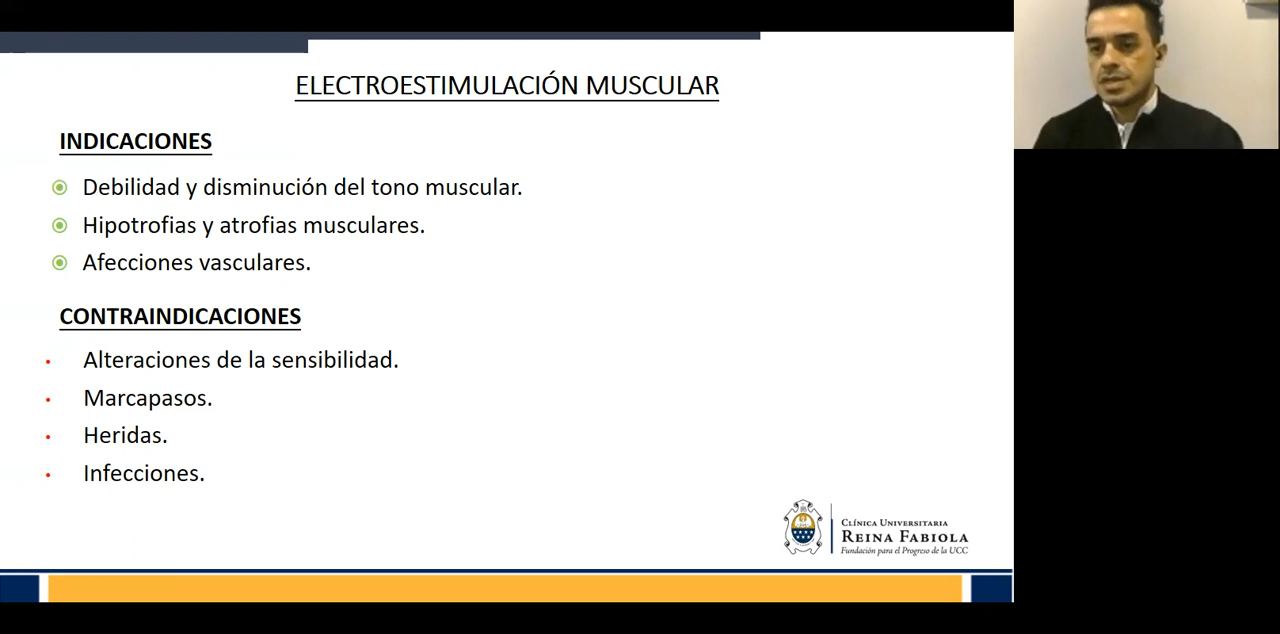 ELECTROESTIMULACIÓN MUSCULAR
INDICACIONES
Debilidad y disminución del tono muscular.
Hipotrofias y atrofias musculares.
Afecciones vasculares.
CONTRAINDICACIONES
Alteraciones de la sensibilidad.
Marcapasos.
Heridas.
Infecciones.
Clínica Universitaria
Reina Fabiola
Fundación para el Progreso de la UCC